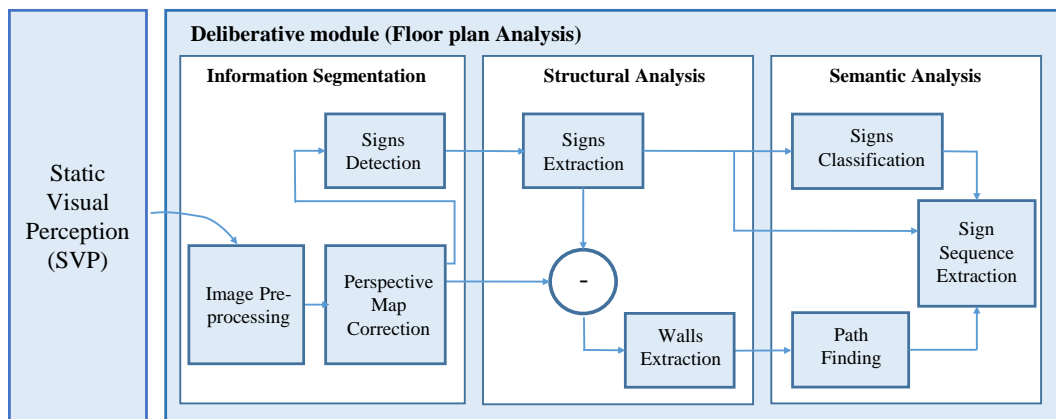 Static
Visual
Perception
(SVP)
Deliberative module (Floor plan Analysis)
Information Segmentation
Signs
Detection
Image Pre-
processing
Perspective
Map
Correction
Structural Analysis
Signs
Extraction
-
Walls
Extraction
Semantic Analysis
Signs
Classification
Sign
Sequence
Extraction
Path
Finding